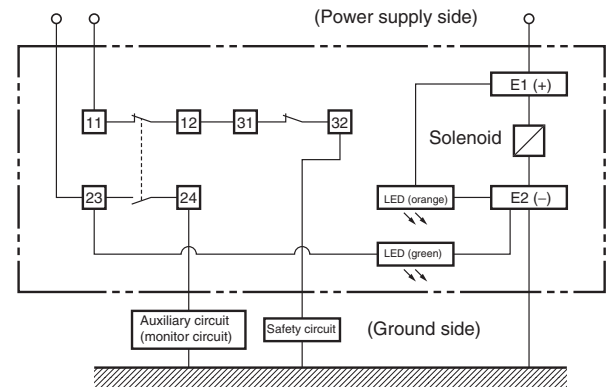 (Power supply side)
E1 (+)
11
12
31
32
Solenoid
23
24
LED (orange)
E2 (−)
LED (green)
Auxiliary circuit
(monitor circuit)
Safety circuit
(Ground side)